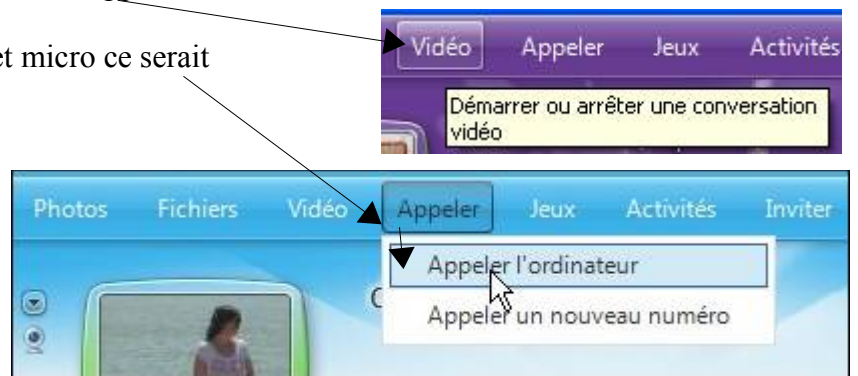 Vidéo Appeler Jeux Activités
et micro ce serait
Démarrer ou arrêter une conversation
vidéo
Photos Fichiers Vidéo Appeler Jeux Activités Inviter
Appeler l'ordinateur
Appeler un nouveau numéro